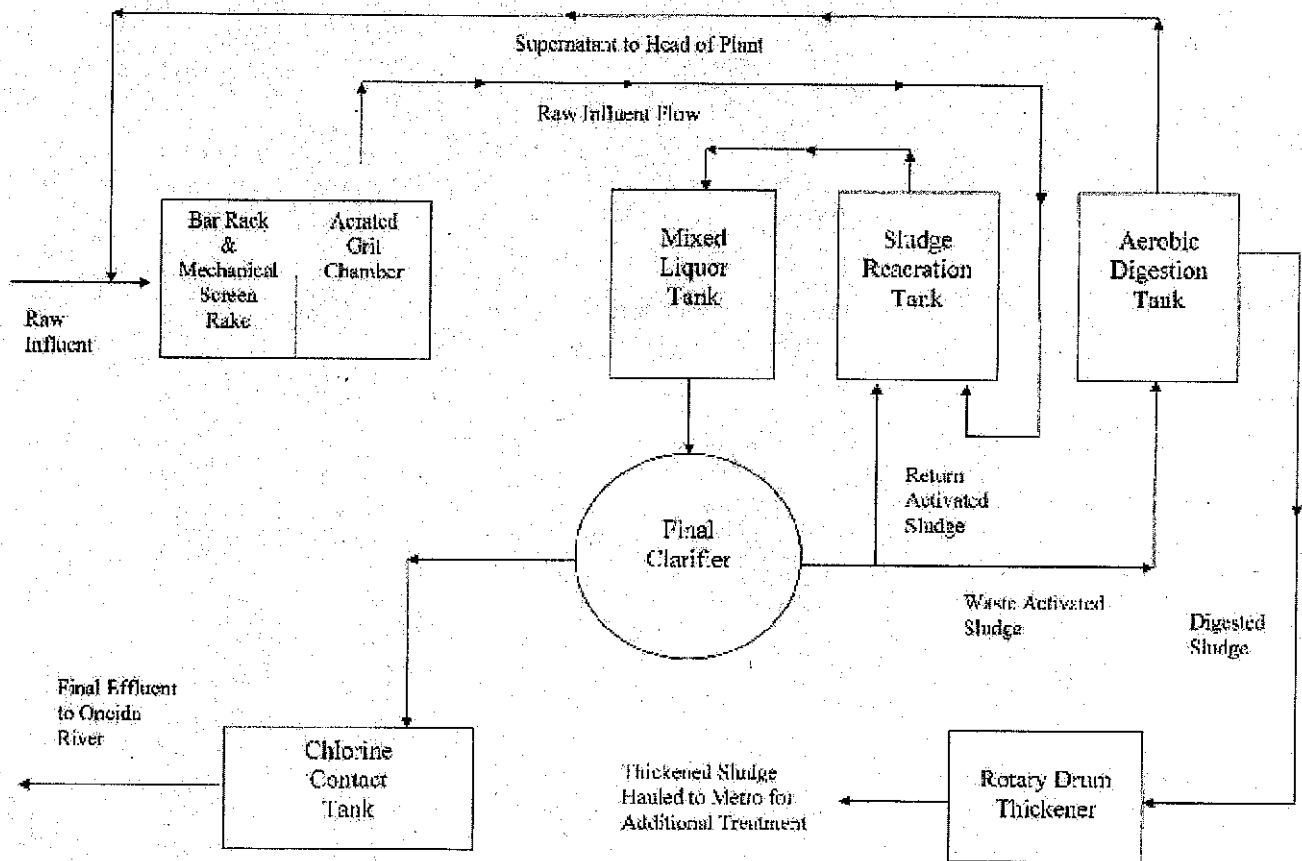 Supernatant to Head of Plant
Raw Influent Flow
Bar Rack
&
Mechanical
Screen
Rake
Aerated
Grit
Chamber
Mixed
Liquor
Tank
Sludge
Reaeration
Tank
Aerobic
Digestion
Tank
Raw
Influent
Return
Activated
Sludge
Final
Clarifier
Waste Activated
Sludge
Digested
Sludge
Final Effluent
to Oneida
River
Chlorine
Contact
Tank
Thickened Sludge
Hauled to Metro for
Additional Treatment
Rotary Drum
Thickener